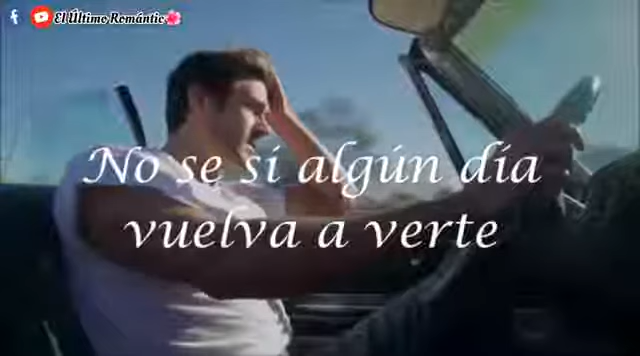 El Último Romántic
No se si algún día
vuelva a verte